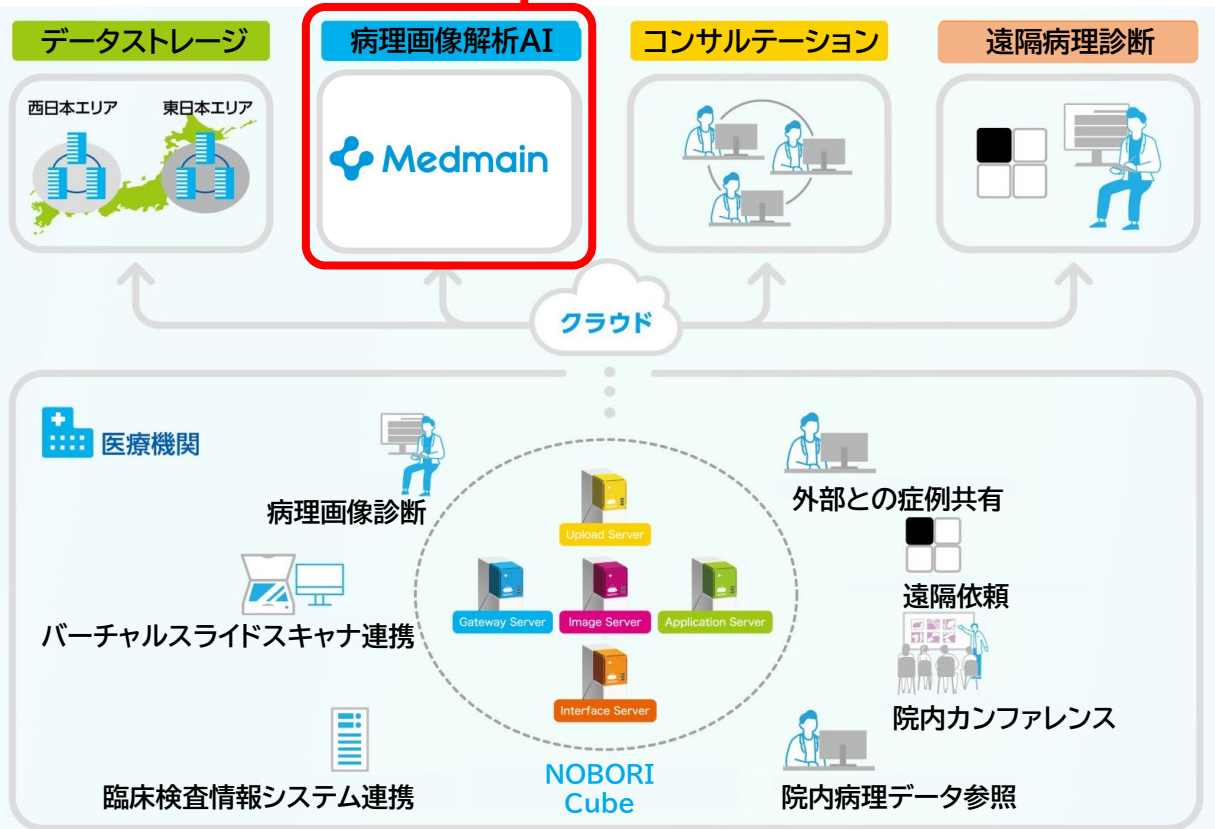 データストレージ
病理画像解析AI
コンサルテーション
遠隔病理診断
西日本エリア
東日本エリア
Medmain
クラウド
医療機関
病理画像診断
外部との症例共有
Upload Server
遠隔依頼
Gateway Server
Image Server
Application Server
バーチャルスライドスキャナ連携
Interface Server
院内カンファレンス
臨床検査情報システム連携
NOBORI
Cube
院内病理データ参照